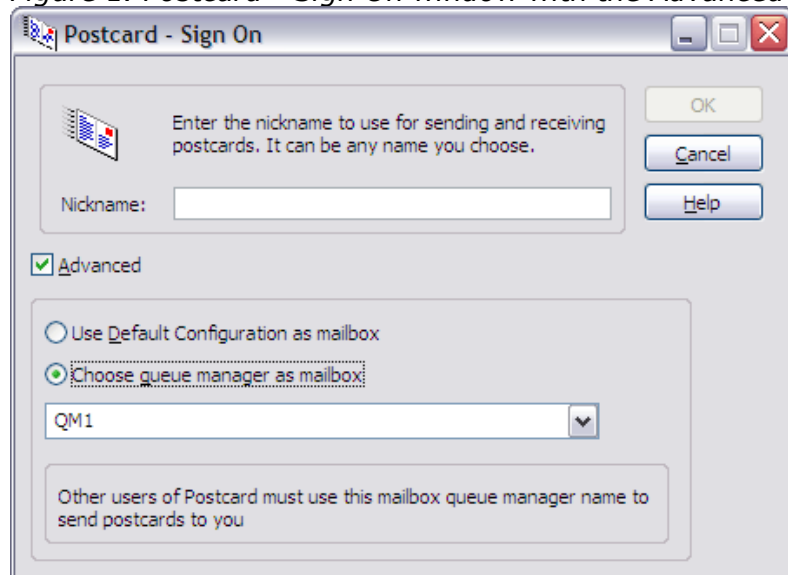 Postcard - Sign On
Enter the nickname to use for sending and receiving
postcards. It can be any name you choose.
Nickname:
OK
Cancel
Help
Advanced
Use Default Configuration as mailbox
Choose queue manager as mailbox
QM1
Other users of Postcard must use this mailbox queue manager name to
send postcards to you